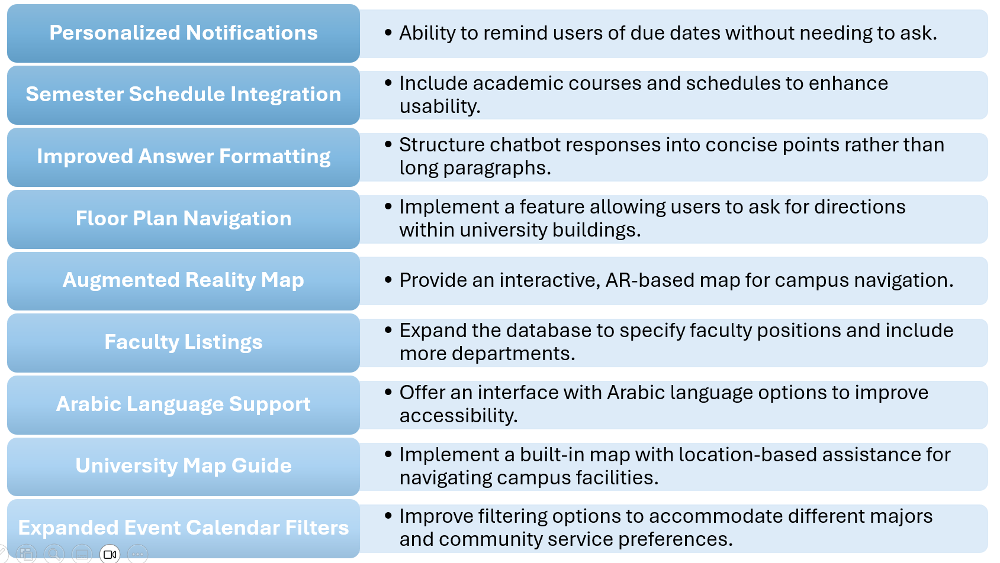 Personalized Notifications
• Ability to remind users of due dates without needing to ask.
Semester Schedule Integration
• Include academic courses and schedules to enhance
usability.
Improved Answer Formatting
• Structure chatbot responses into concise points rather than
long paragraphs.
Floor Plan Navigation
• Implement a feature allowing users to ask for directions
within university buildings.
Augmented Reality Map
• Provide an interactive, AR-based map for campus navigation.
Faculty Listings
• Expand the database to specify faculty positions and include
more departments.
Arabic Language Support
• Offer an interface with Arabic language options to improve
accessibility.
University Map Guide
• Implement a built-in map with location-based assistance for
navigating campus facilities.
Expanded Event Calendar Filters
• Improve filtering options to accommodate different majors
and community service preferences.